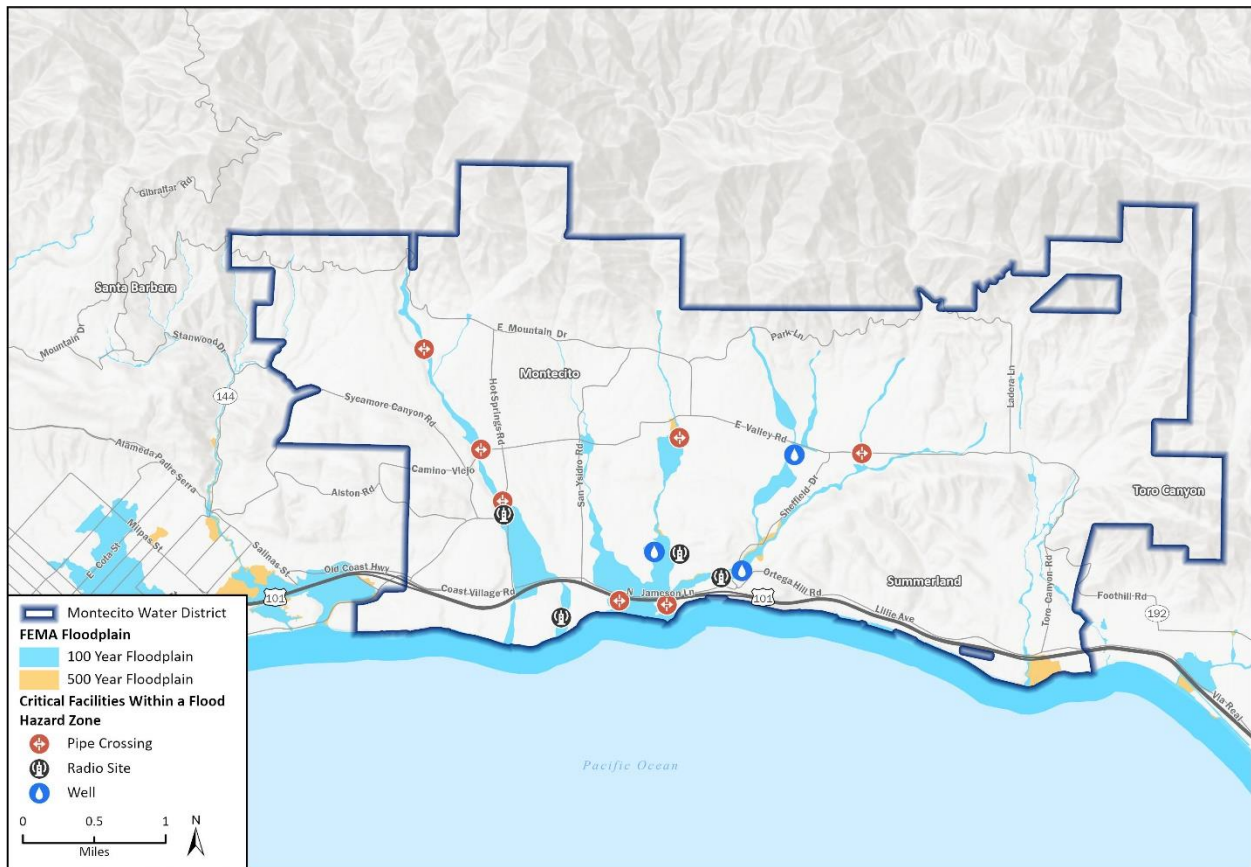 Gibraltar Rd
Santa Barbara
Mountain Dr
Stanwood Dr
144
E Mountain Dr
Park Ln
Montecito
Hot Springs Rd
Sycamore Canyon Rd
Ladera Ln
Alameda Padre Serra
E Valley Rd
Camino Viejo
San Ysidro Rd
Alston Rd
Sheffield Dr
Toro Canyon
Milpas St
E Cota St
Salinas St
Old Coast Hwy
101
Coast Village Rd
N Jameson Ln
101
Ortega Hill Rd
Summerland
Lillie Ave
Toro Canyon Rd
Foothill Rd
192
Via Real
Pacific Ocean
Montecito Water District
FEMA Floodplain
100 Year Floodplain
500 Year Floodplain
Critical Facilities Within a Flood
Hazard Zone
Pipe Crossing
Radio Site
Well
0 0.5 1
Miles
N